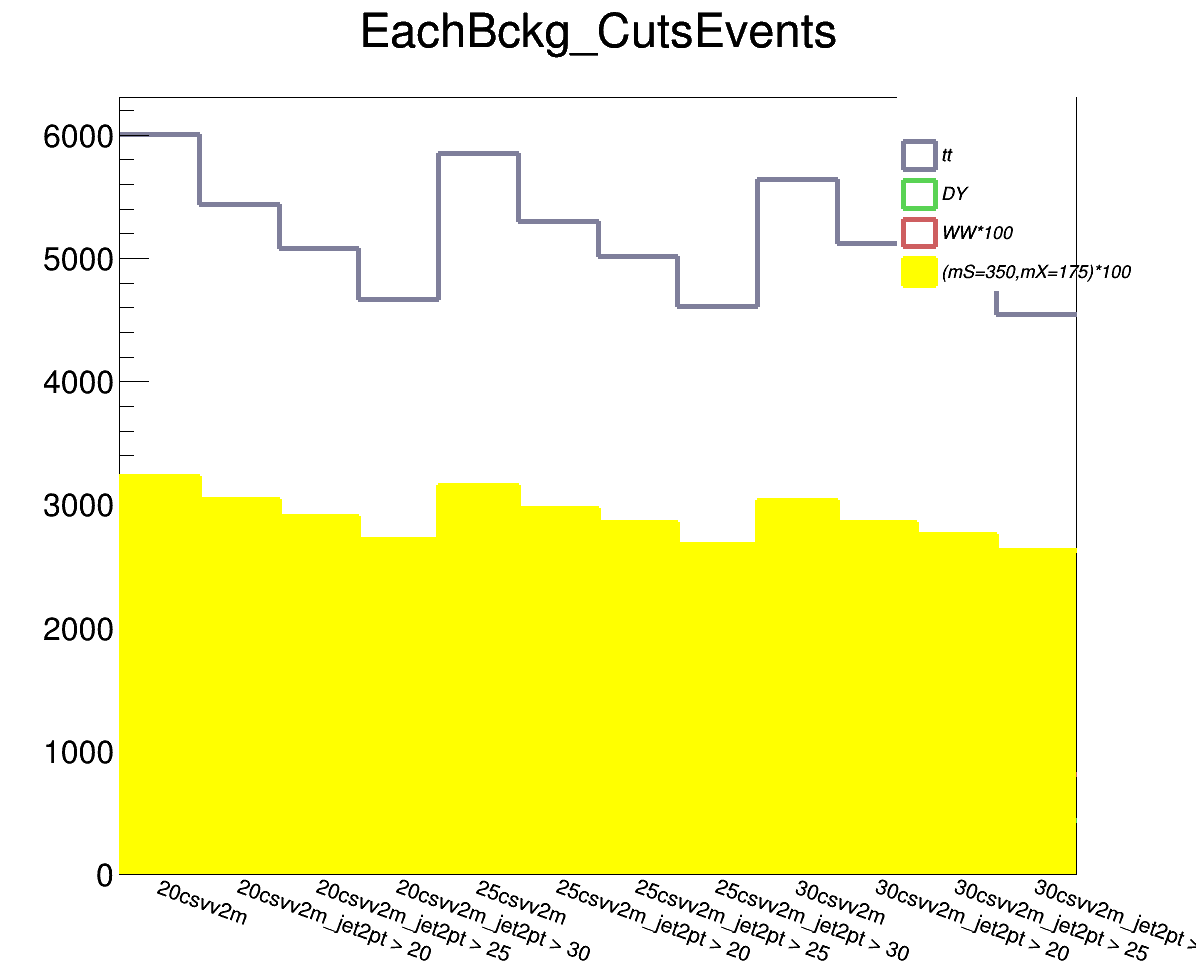 EachBckg_CutsEvents
6000
5000
4000
3000
2000
1000
0
tt
DY
WW*100
(mS=350,mX=175)*100
20csvv2m
20csvv2m_jet2pt > 20
20csvv2m_jet2pt > 25
20csvv2m_jet2pt > 30
25csvv2m
25csvv2m_jet2pt > 20
25csvv2m_jet2pt > 25
25csvv2m_jet2pt > 30
30csvv2m
30csvv2m_jet2pt > 20
30csvv2m_jet2pt > 25
30csvv2m_jet2pt >